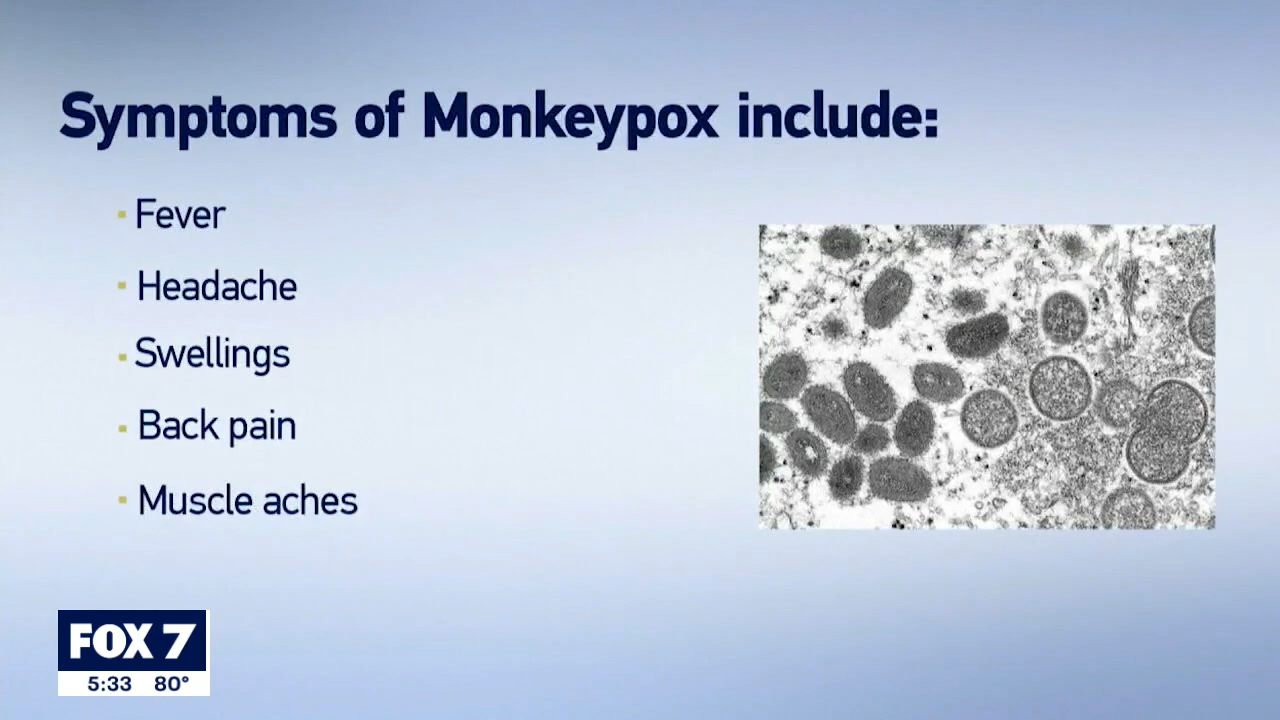 Symptoms of Monkeypox include:
Fever
Headache
Swellings
Back pain
Muscle aches
FOX 7
5:33 80°